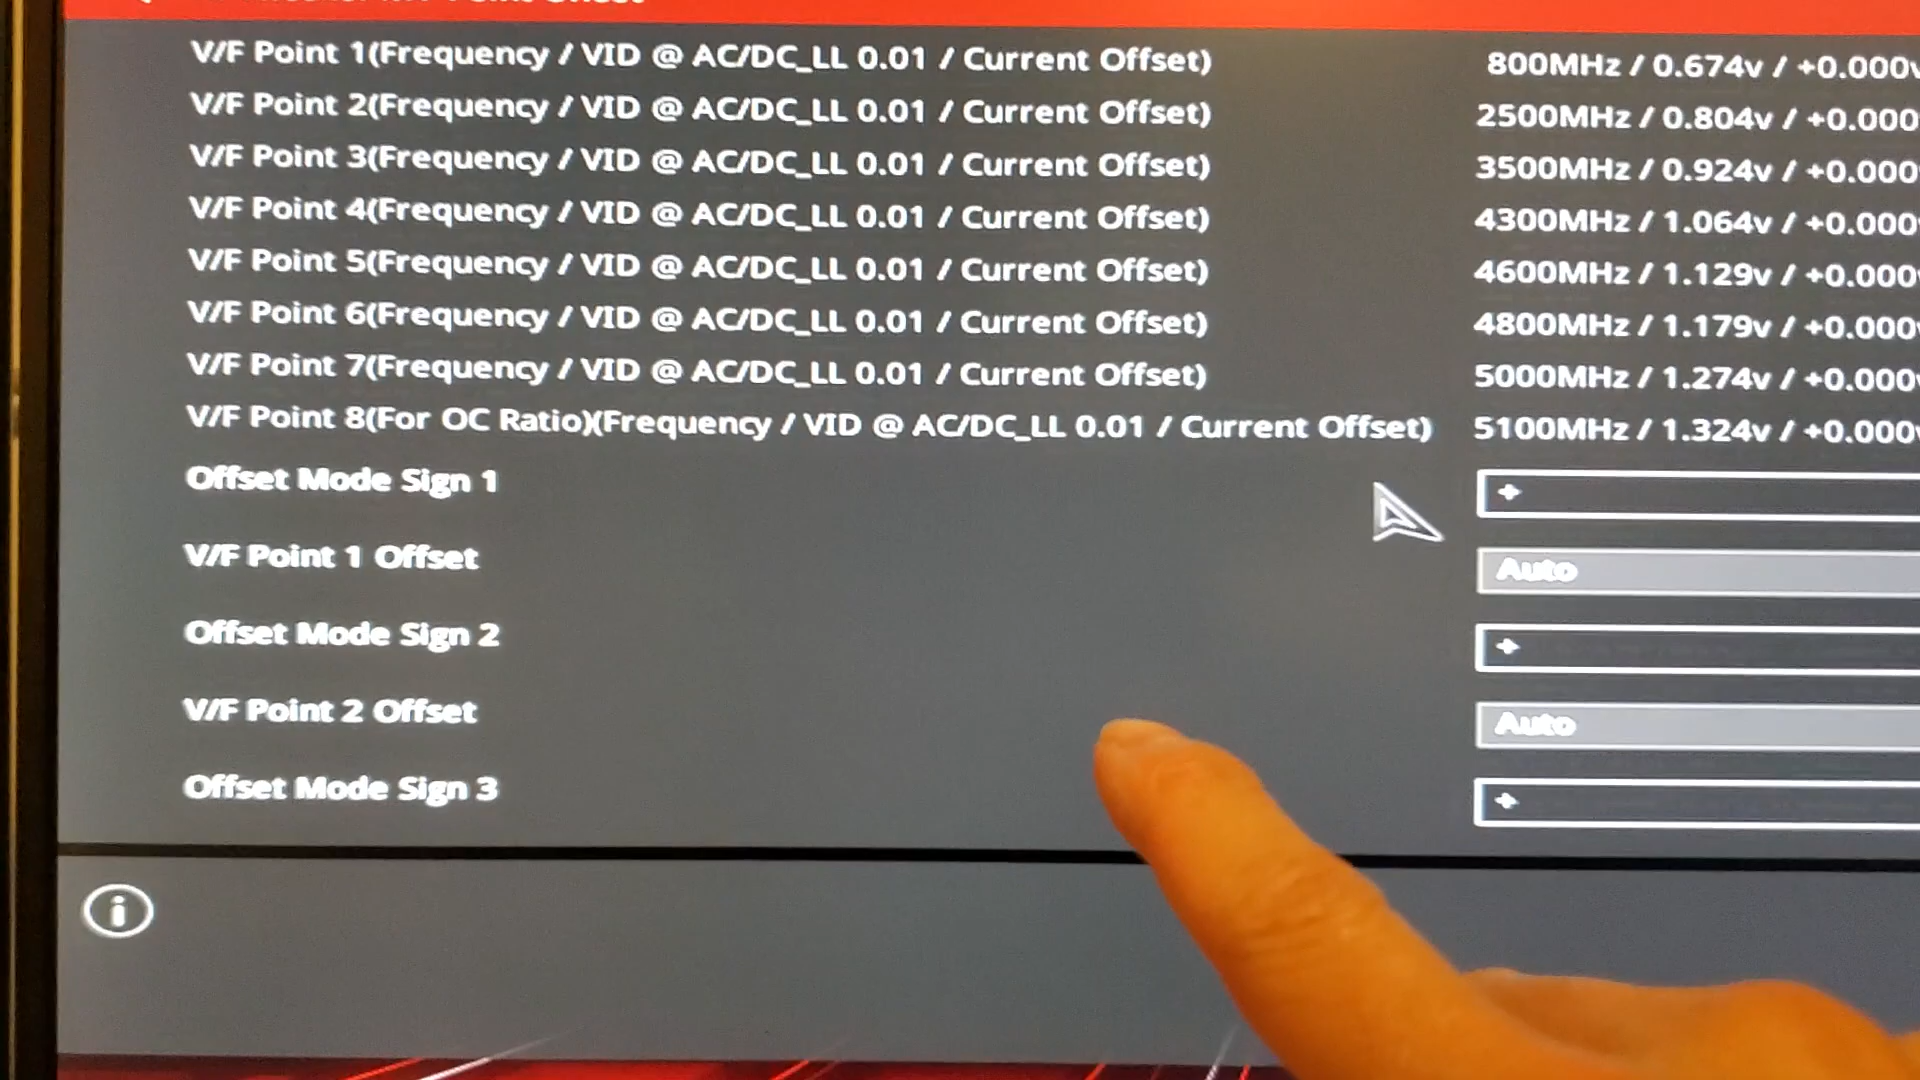 Offset
V/F Point 1(Frequency / VID @ AC/DC_LL 0.01 / Current Offset) 800MHz / 0.674v / +0.000v
V/F Point 2(Frequency / VID @ AC/DC_LL 0.01 / Current Offset) 2500MHz / 0.804v / +0.000
V/F Point 3(Frequency / VID @ AC/DC_LL 0.01 / Current Offset) 3500MHz / 0.924v / +0.000
V/F Point 4(Frequency / VID @ AC/DC_LL 0.01 / Current Offset) 4300MHz / 1.064v / +0.000
V/F Point 5(Frequency / VID @ AC/DC_LL 0.01 / Current Offset) 4600MHz / 1.129v / +0.000
V/F Point 6(Frequency / VID @ AC/DC_LL 0.01 / Current Offset) 4800MHz / 1.179v / +0.000
V/F Point 7(Frequency / VID @ AC/DC_LL 0.01 / Current Offset) 5000MHz / 1.274v / +0.000
V/F Point 8(For OC Ratio)(Frequency / VID @ AC/DC_LL 0.01 / Current Offset) 5100MHz / 1.324v / +0.000
Offset Mode Sign 1 +
V/F Point 1 Offset Auto
Offset Mode Sign 2 +
V/F Point 2 Offset Auto
Offset Mode Sign 3 +